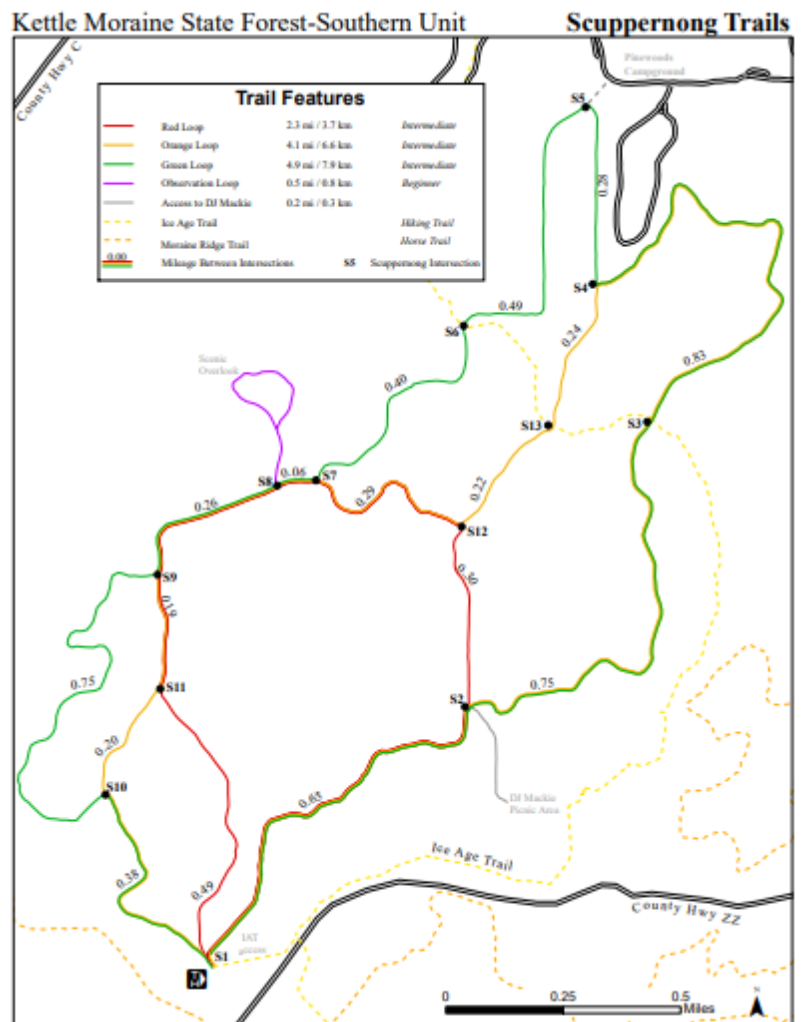 Kettle Moraine State Forest-Southern Unit
Scuppernong Trails
County Hwy C
Pinewoods
Campground
Trail Features
Red Loop 2.3 mi / 3.7 km Intermediate
Orange Loop 4.1 mi / 6.6 km Intermediate
Green Loop 4.9 mi / 7.9 km Intermediate
Observation Loop 0.5 mi / 0.8 km Beginner
Access to DJ Mackie 0.2 mi / 0.3 km
Ice Age Trail Hiking Trail
Moraine Ridge Trail Horse Trail
0.00 Mileage Between Intersections S5 Scuppernong Intersection
S5
0.28
S4
0.49
S6
0.24
0.83
Scenic
Overlook
0.40
S13
S3
S8
0.06
S7
0.29
0.22
0.26
S12
S9
0.30
0.19
S11
0.75
S2
0.75
0.20
S10
DJ Mackie
Picnic Area
0.63
Ice Age Trail
0.38
0.49
County Hwy ZZ
IAT
access
S1
N
0 0.25 0.5
Miles